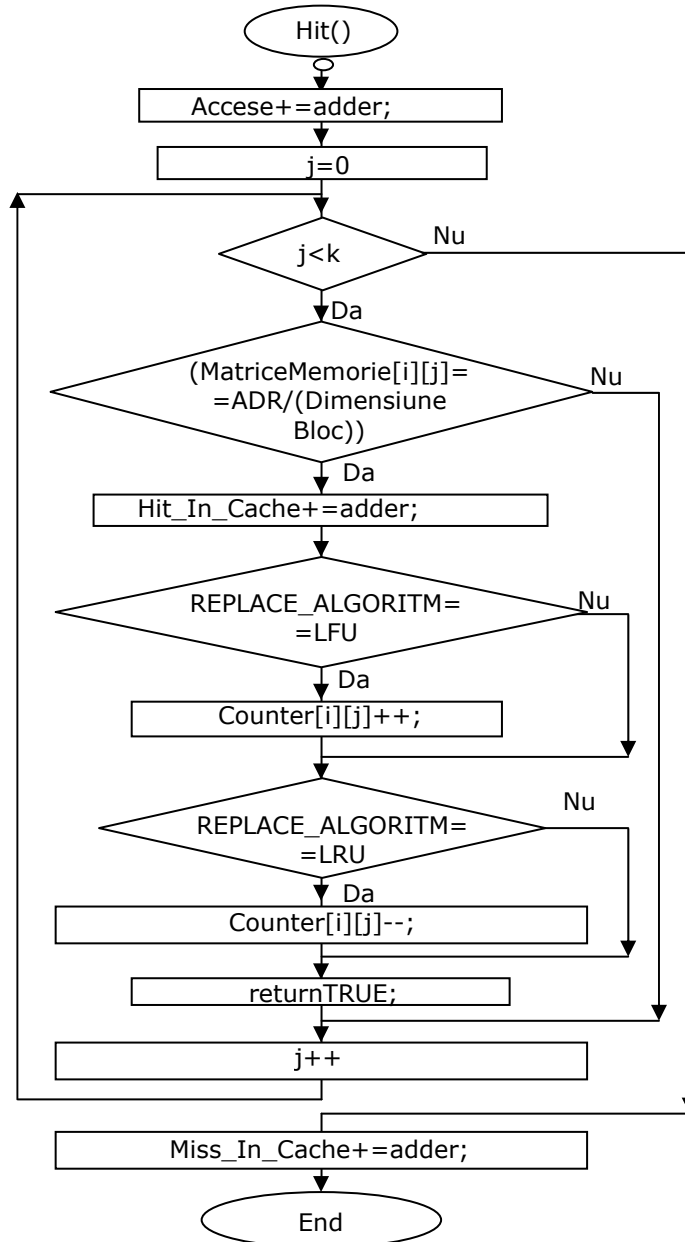 Hit()
Accese+=adder;
j=0
j<k
Nu
Da
(MatriceMemorie[i][j]=
=ADR/(Dimensiune
Bloc))
Nu
Da
Hit_In_Cache+=adder;
REPLACE_ALGORITM=
=LFU
Nu
Da
Counter[i][j]++;
REPLACE_ALGORITM=
=LRU
Nu
Da
Counter[i][j]--;
returnTRUE;
j++
Miss_In_Cache+=adder;
End